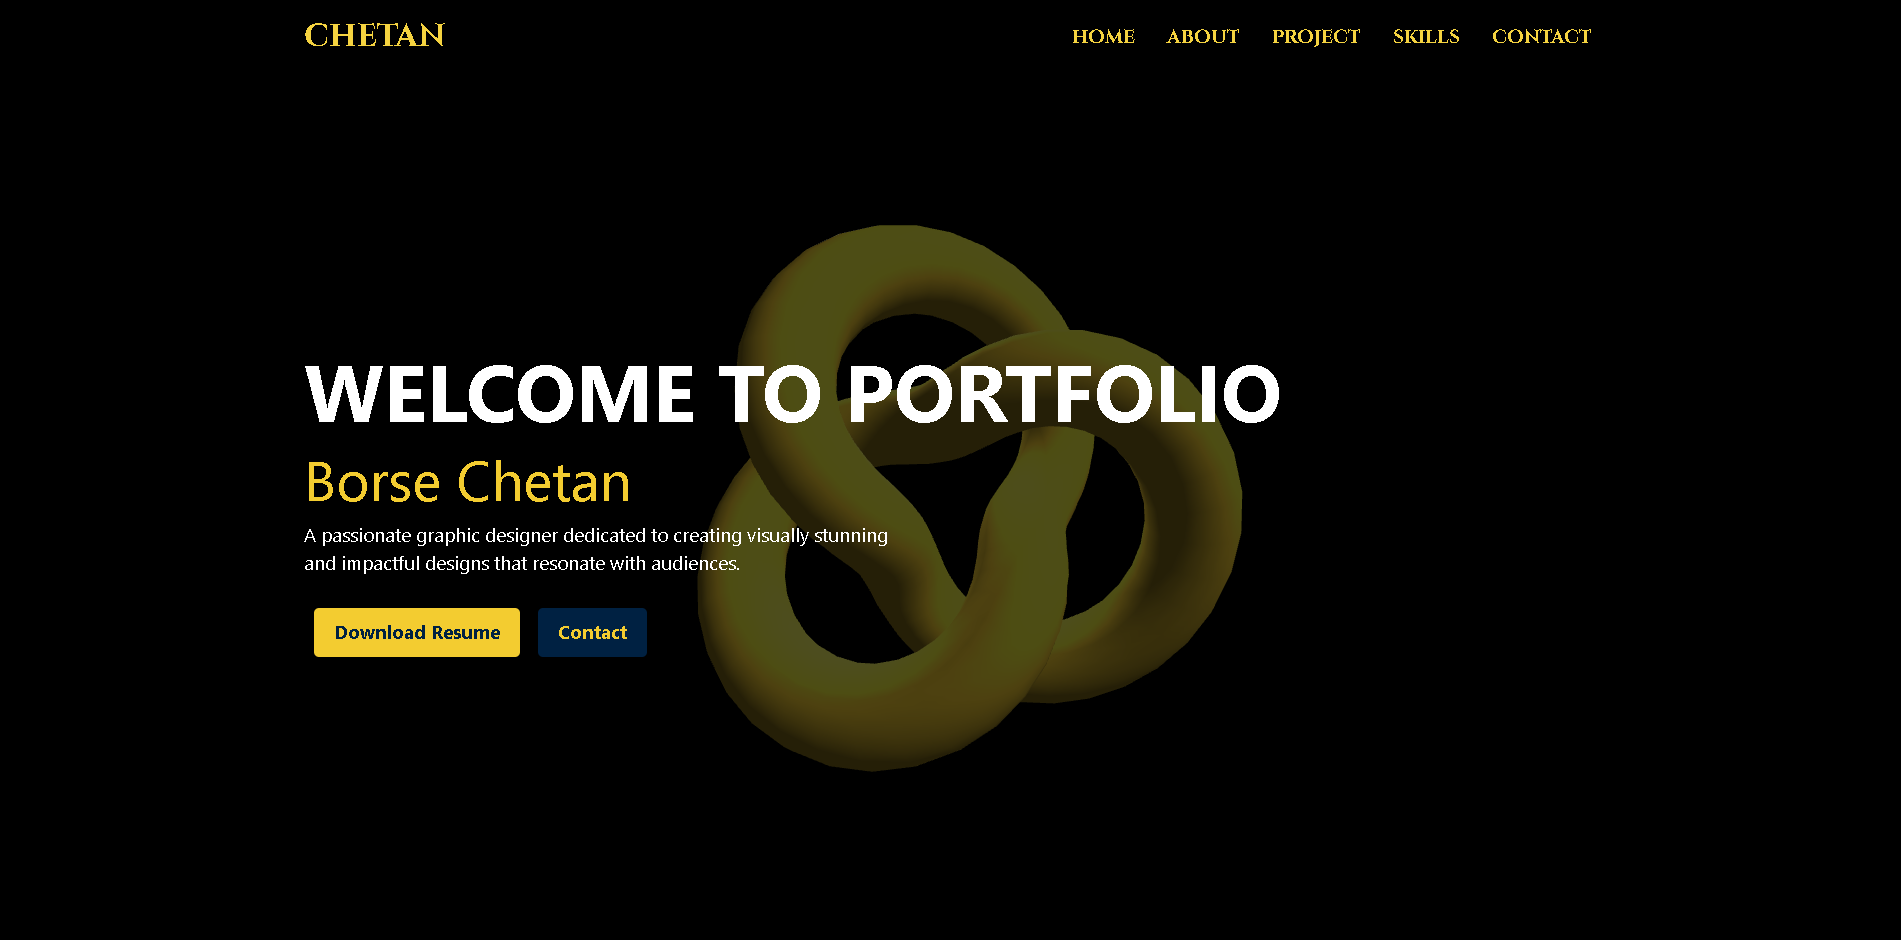 CHETAN
HOME ABOUT PROJECT SKILLS CONTACT
WELCOME TO PORTFOLIO
Borse Chetan
A passionate graphic designer dedicated to creating visually stunning
and impactful designs that resonate with audiences.
Download Resume Contact